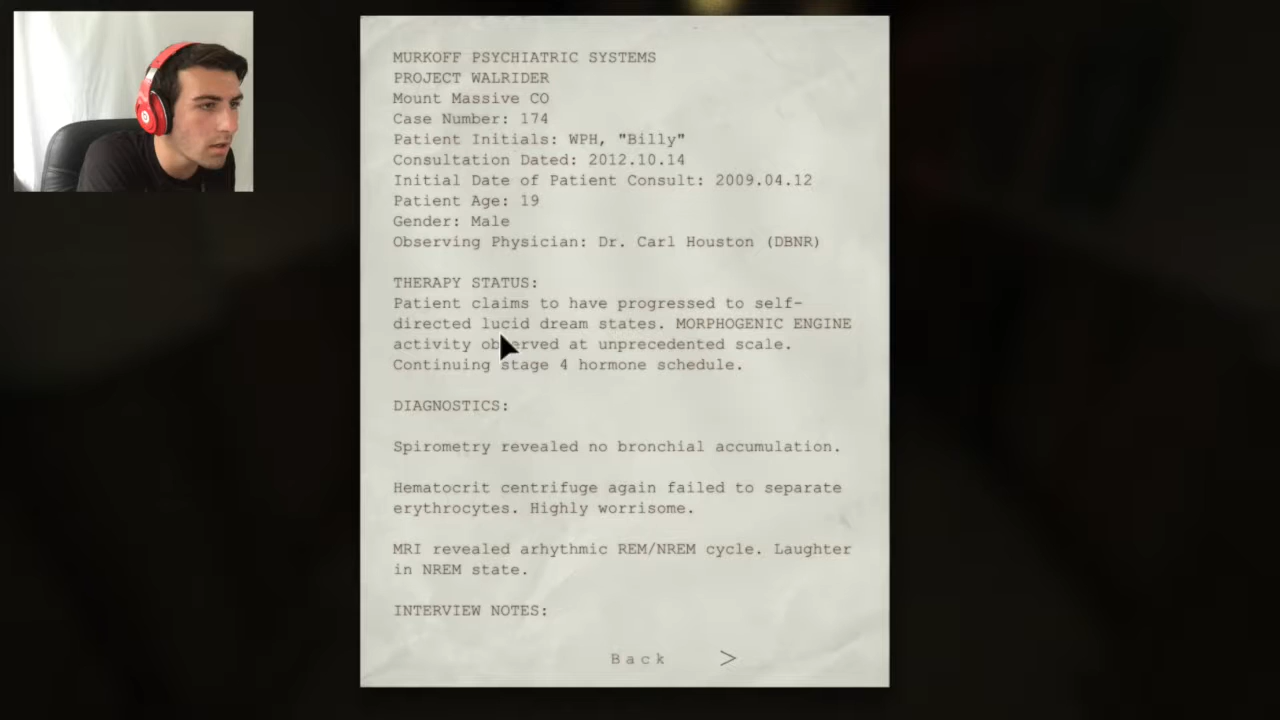 MURKOFF PSYCHIATRIC SYSTEMS
PROJECT WALRIDER
Mount Massive CO
Case Number: 174
Patient Initials: WPH, "Billy"
Consultation Dated: 2012.10.14
Initial Date of Patient Consult: 2009.04.12
Patient Age: 19
Gender: Male
Observing Physician: Dr. Carl Houston (DBNR)
THERAPY STATUS:
Patient claims to have progressed to self-
directed lucid dream states. MORPHOGENIC ENGINE
activity observed at unprecedented scale.
Continuing stage 4 hormone schedule.
DIAGNOSTICS:
Spirometry revealed no bronchial accumulation.
Hematocrit centrifuge again failed to separate
erythrocytes. Highly worrisome.
MRI revealed arhythmic REM/NREM cycle. Laughter
in NREM state.
INTERVIEW NOTES:
Back >